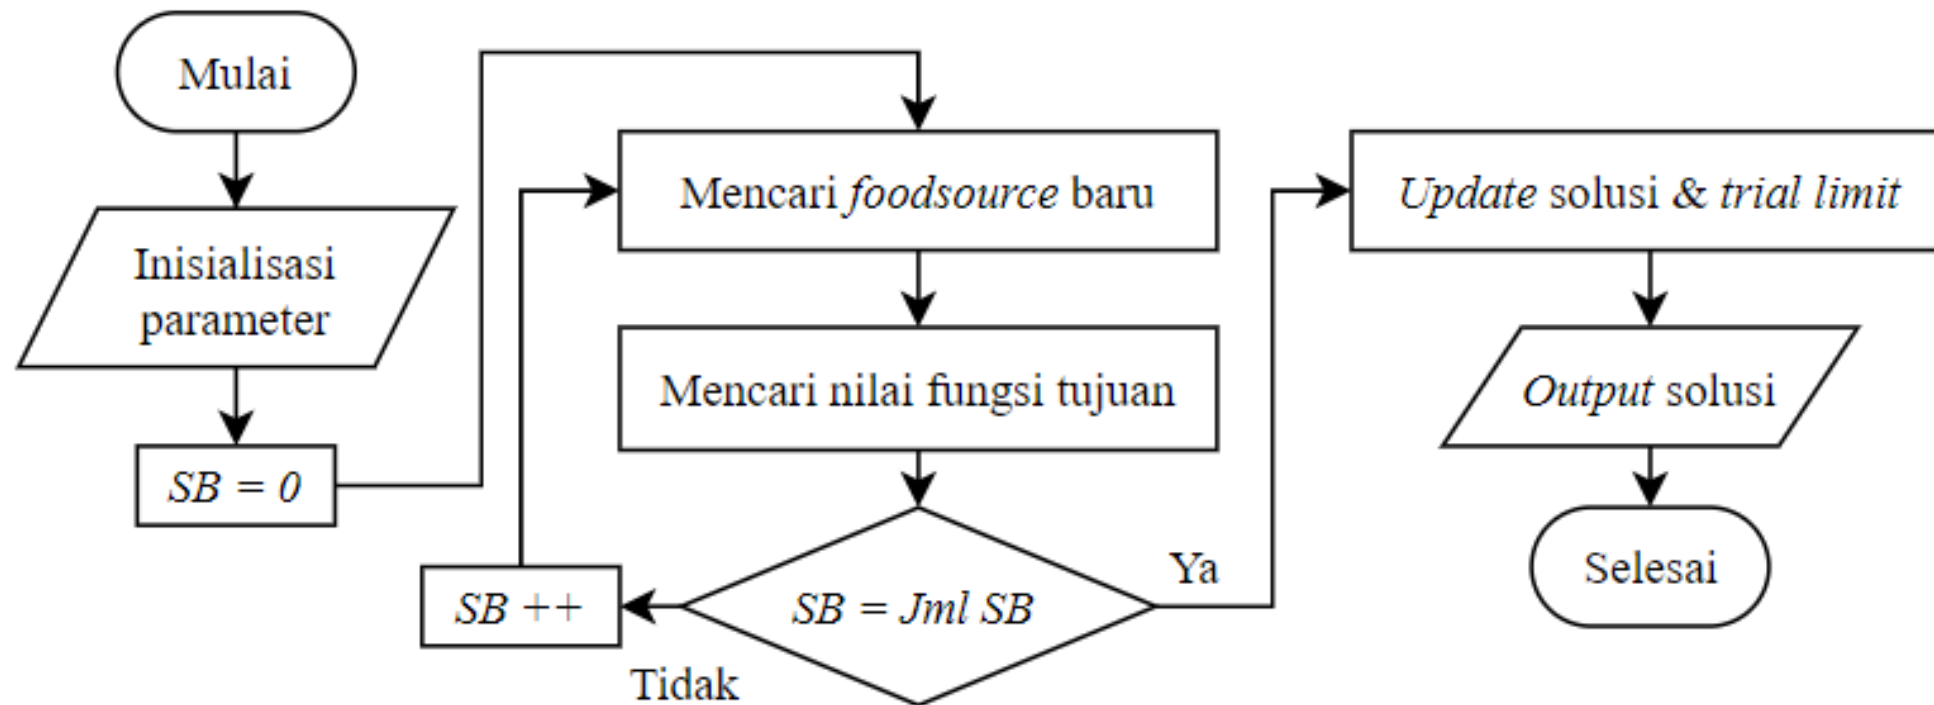 Mulai
Inisialisasi
parameter
SB = 0
Mencari foodsource baru
Mencari nilai fungsi tujuan
SB = Jml SB
Tidak
SB ++
Ya
Update solusi & trial limit
Output solusi
Selesai